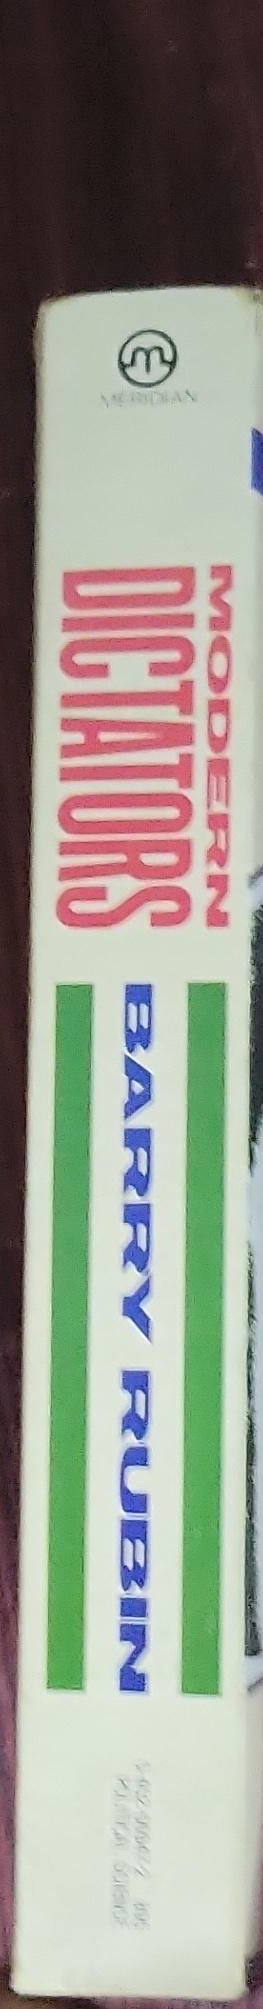 MERIDIAN
MODERN
DICTATORS
BARRY RUBIN
POLITICAL SCIENCE